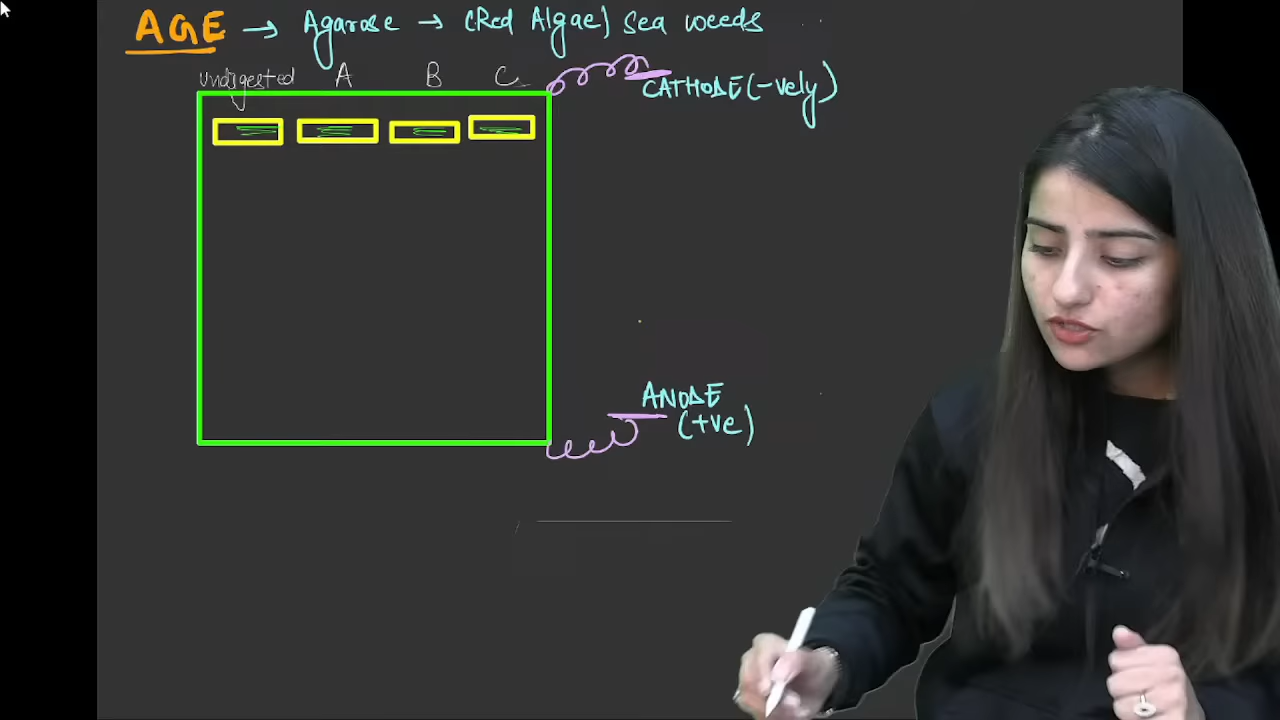 AGE → Agarose → (Red Algae) Sea weeds
Undigested A B C
CATHODE (-vely)
ANODE
(+ve)